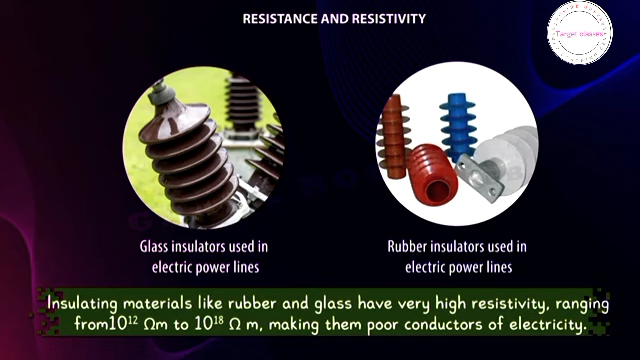 RESISTANCE AND RESISTIVITY
Target classes
Glass insulators used in
electric power lines
Rubber insulators used in
electric power lines
Insulating materials like rubber and glass have very high resistivity, ranging
from10¹² Ωm to 10¹⁸ Ω m, making them poor conductors of electricity.